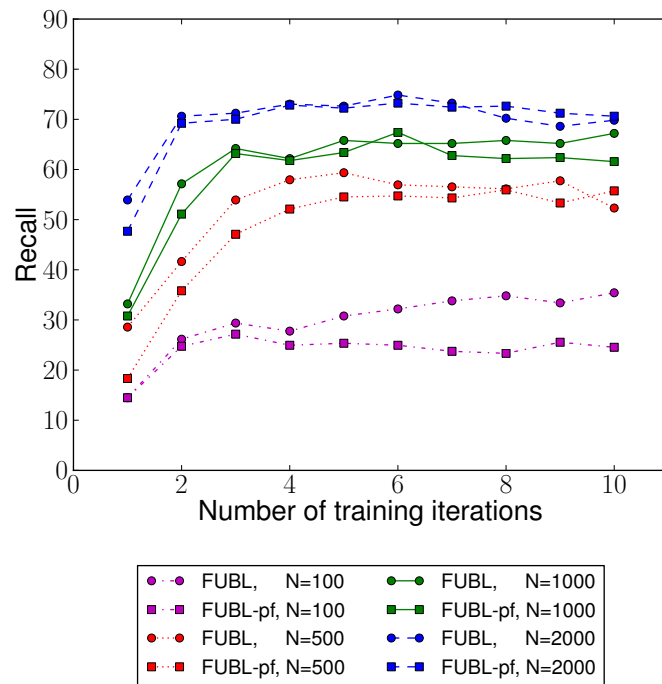 90
80
70
60
50
40
30
20
10
0
Recall
0 2 4 6 8 10
Number of training iterations
FUBL, N=100
FUBL-pf, N=100
FUBL, N=500
FUBL-pf, N=500
FUBL, N=1000
FUBL-pf, N=1000
FUBL, N=2000
FUBL-pf, N=2000